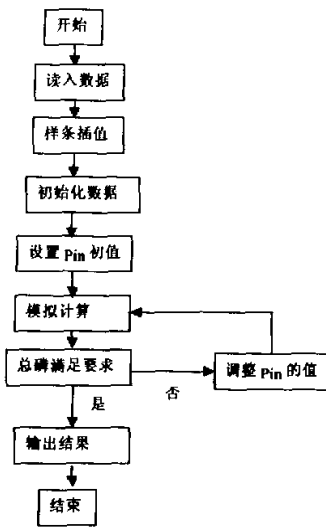 开始
读入数据
样条插值
初始化数据
设置 Pin 初值
模拟计算
总磷满足要求
否
调整 Pin 的值
是
输出结果
结束